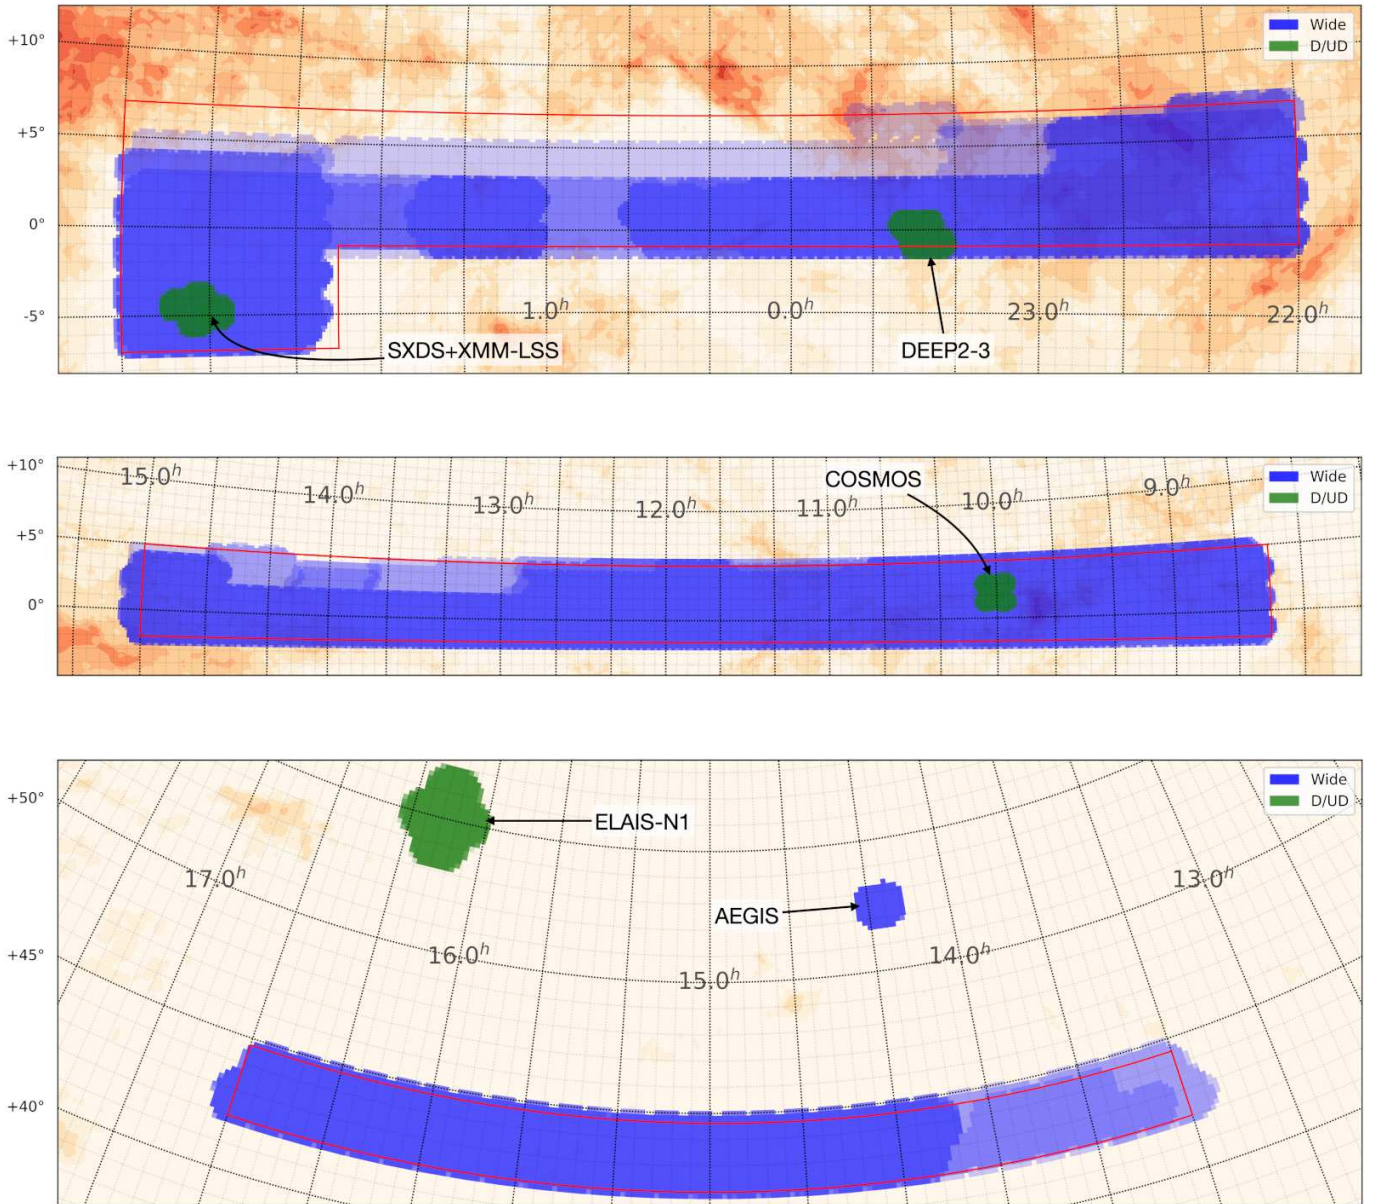 +10°
+5°
0°
-5°
Wide
D/UD
1.0h
0.0h
23.0h
22.0h
SXDS+XMM-LSS
DEEP2-3
+10°
+5°
0°
15.0h
14.0h
13.0h
12.0h
11.0h
10.0h
9.0h
COSMOS
Wide
D/UD
+50°
+45°
+40°
Wide
D/UD
ELAIS-N1
17.0h
13.0h
AEGIS
16.0h
14.0h
15.0h